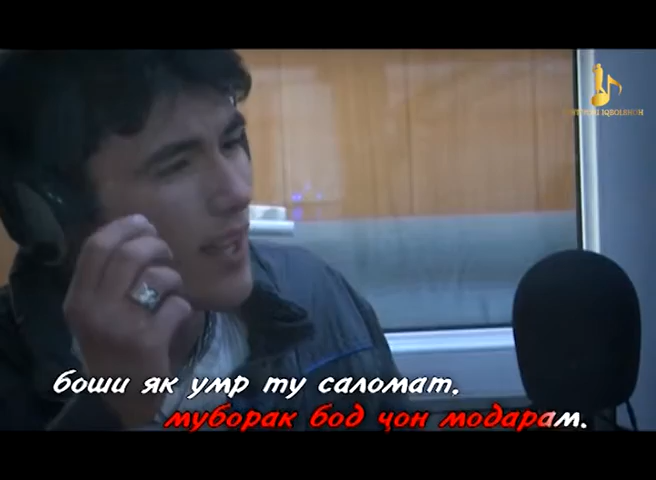 боши як умр ту саломат.
муборак бод ҷон модарам.